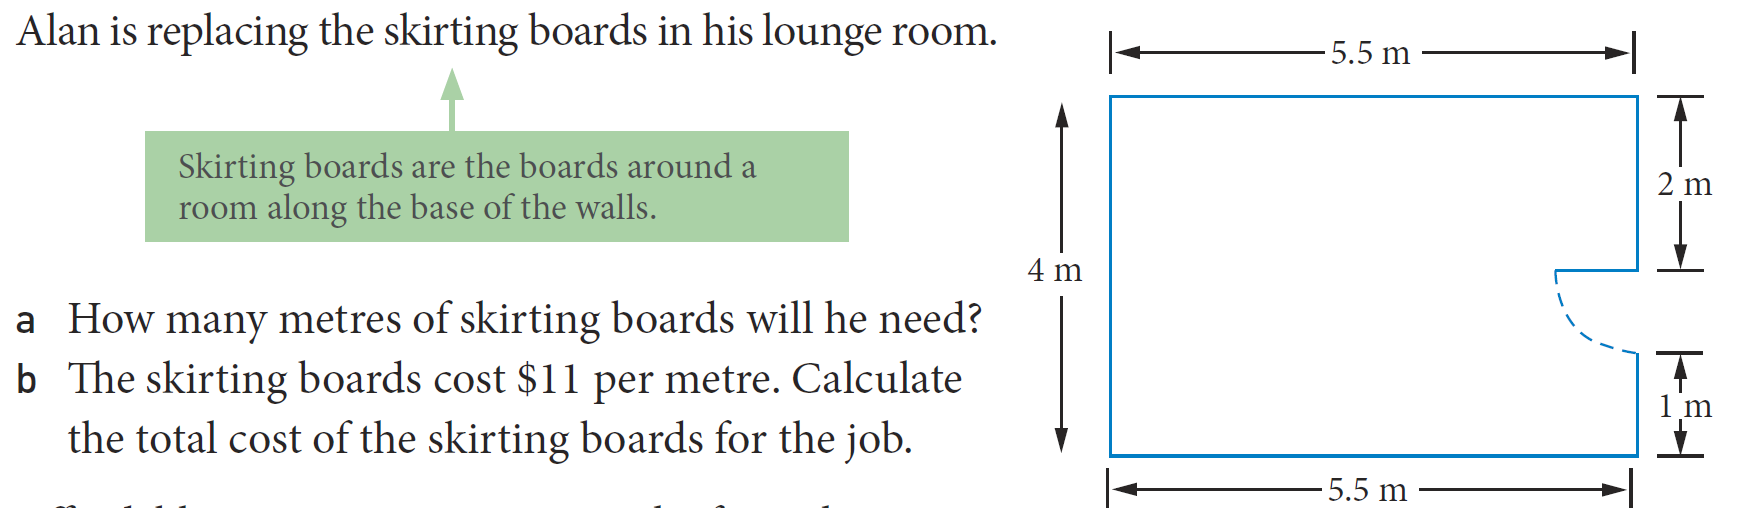 Alan is replacing the skirting boards in his lounge room.
Skirting boards are the boards around a
room along the base of the walls.
a How many metres of skirting boards will he need?
b The skirting boards cost $11 per metre. Calculate
the total cost of the skirting boards for the job.
5.5 m
2 m
4 m
1 m
5.5 m